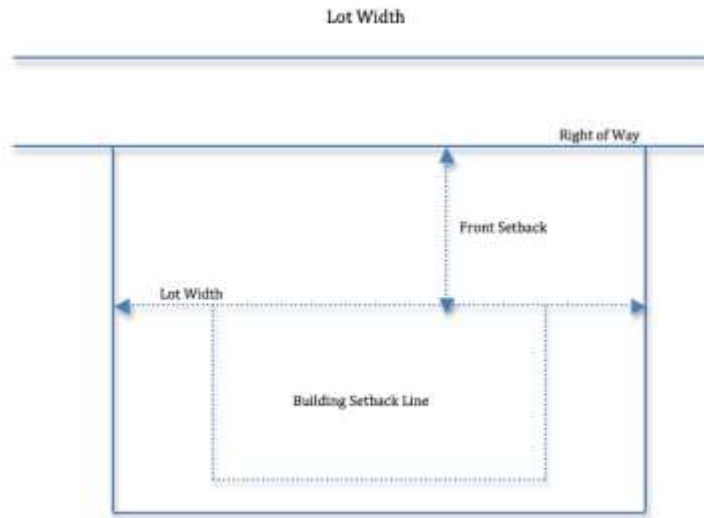 Lot Width
Right of Way
Front Setback
Lot Width
Building Setback Line